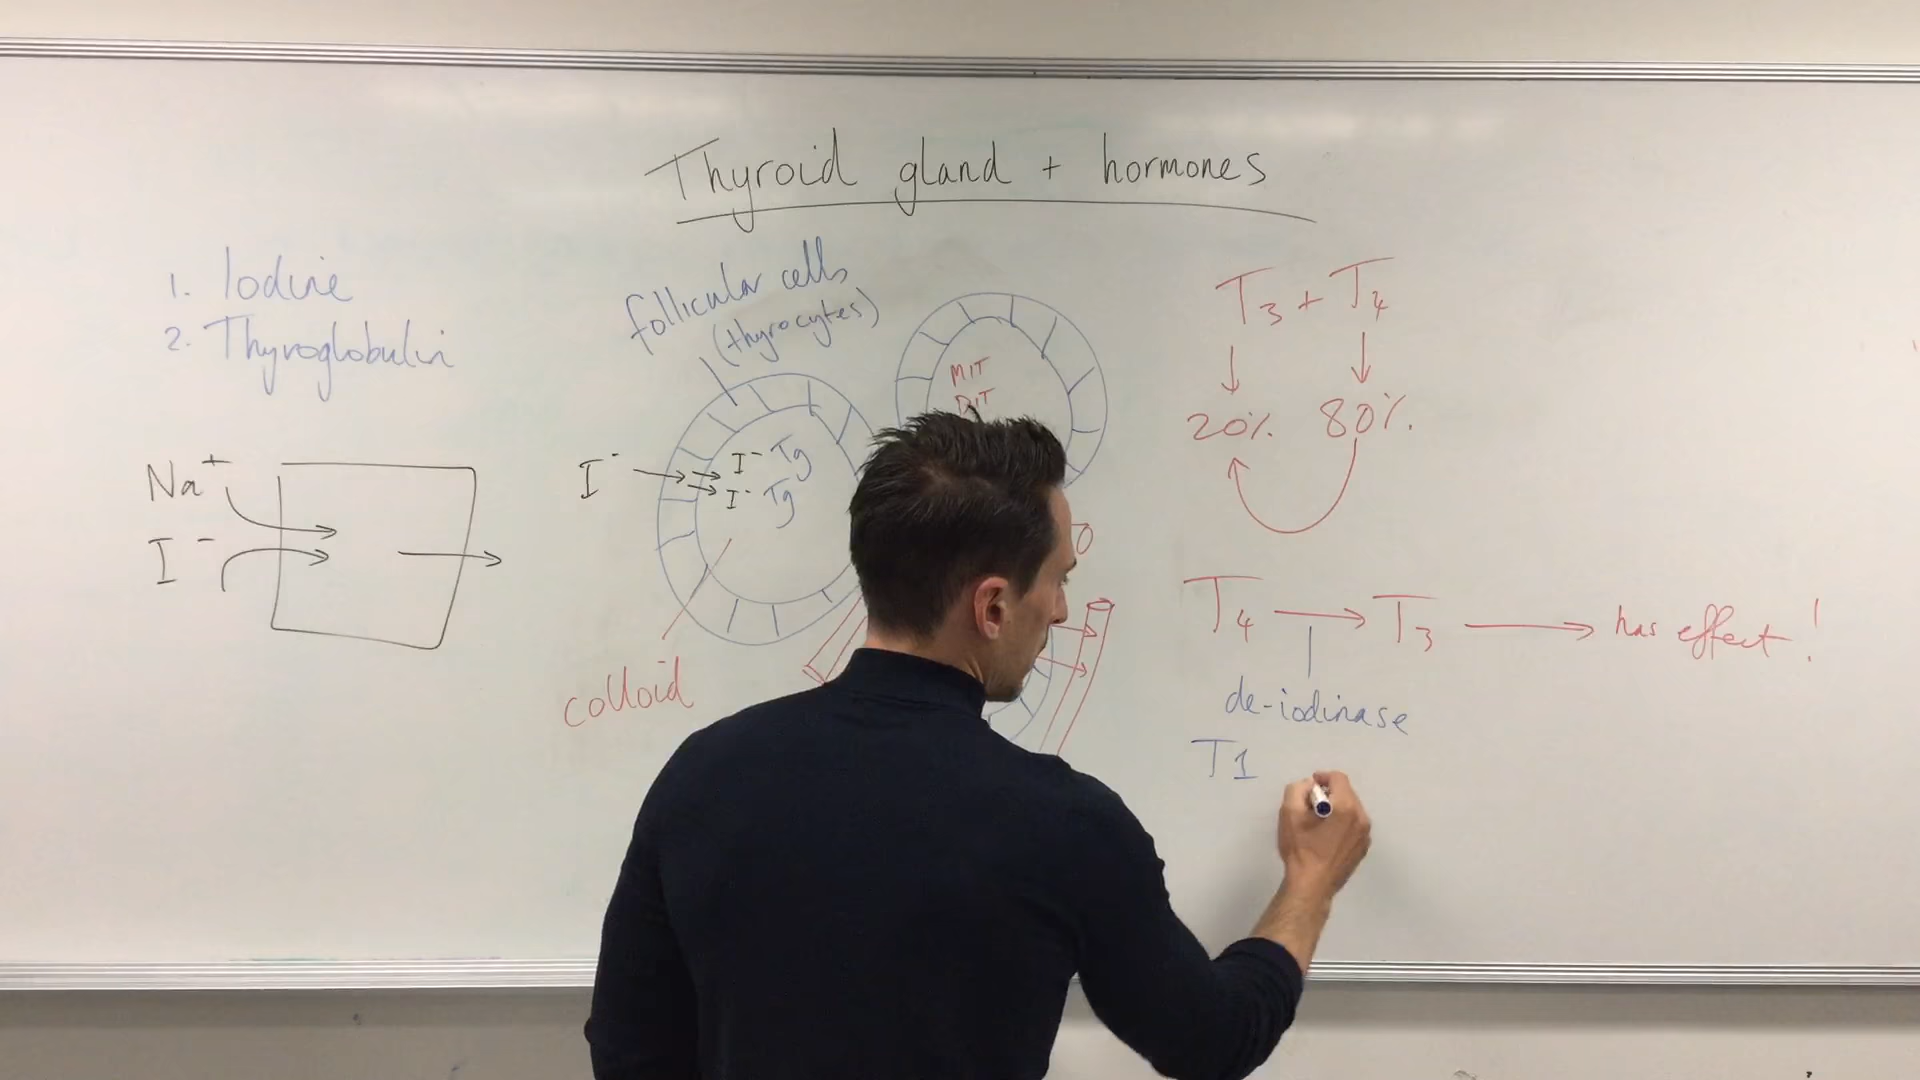 Thyroid gland + hormones
1. Iodine
2. Thyroglobulin
follicular cells
(thyrocytes)
Na+
I-
I-
I- Tg
I- Tg
colloid
MIT
DIT
T3 + T4
20% 80%
T4 → T3 → has effect!
de-iodinase
T1